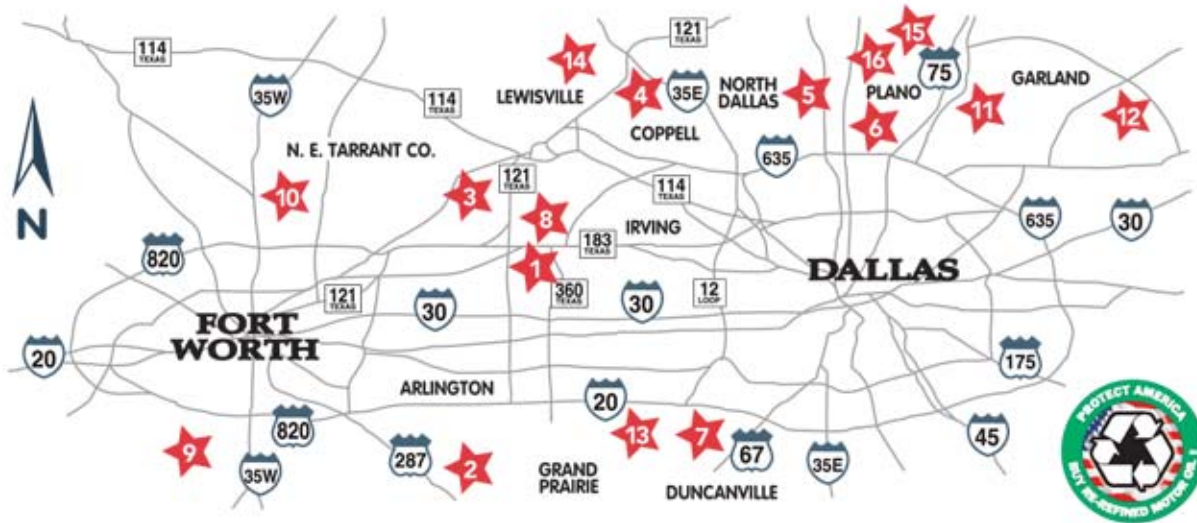 15
121
TEXAS
114
TEXAS
14
16
75
GARLAND
35W
LEWISVILLE
4
35E
NORTH
DALLAS
5
PLANO
114
TEXAS
11
12
6
COPPELL
N. E. TARRANT CO.
635
121
TEXAS
114
TEXAS
10
3
N
8
IRVING
635
30
820
183
TEXAS
1
DALLAS
121
TEXAS
30
360
TEXAS
30
12
LOOP
FORT
WORTH
20
175
ARLINGTON
20
PROTECT AMERICA
BUY RE-REFINED MOTOR OIL !
820
13
7
45
9
35W
287
2
GRAND
PRAIRIE
67
35E
DUNCANVILLE